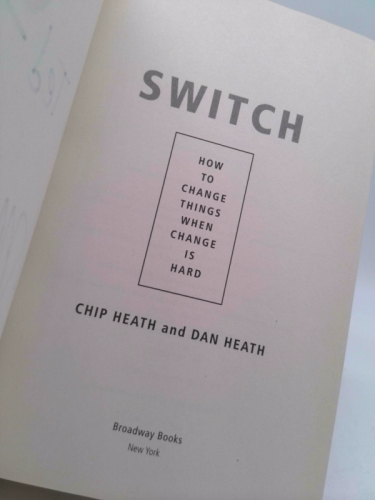 SWITCH
HOW
TO
CHANGE
THINGS
WHEN
CHANGE
IS
HARD
CHIP HEATH and DAN HEATH
Broadway Books
New York